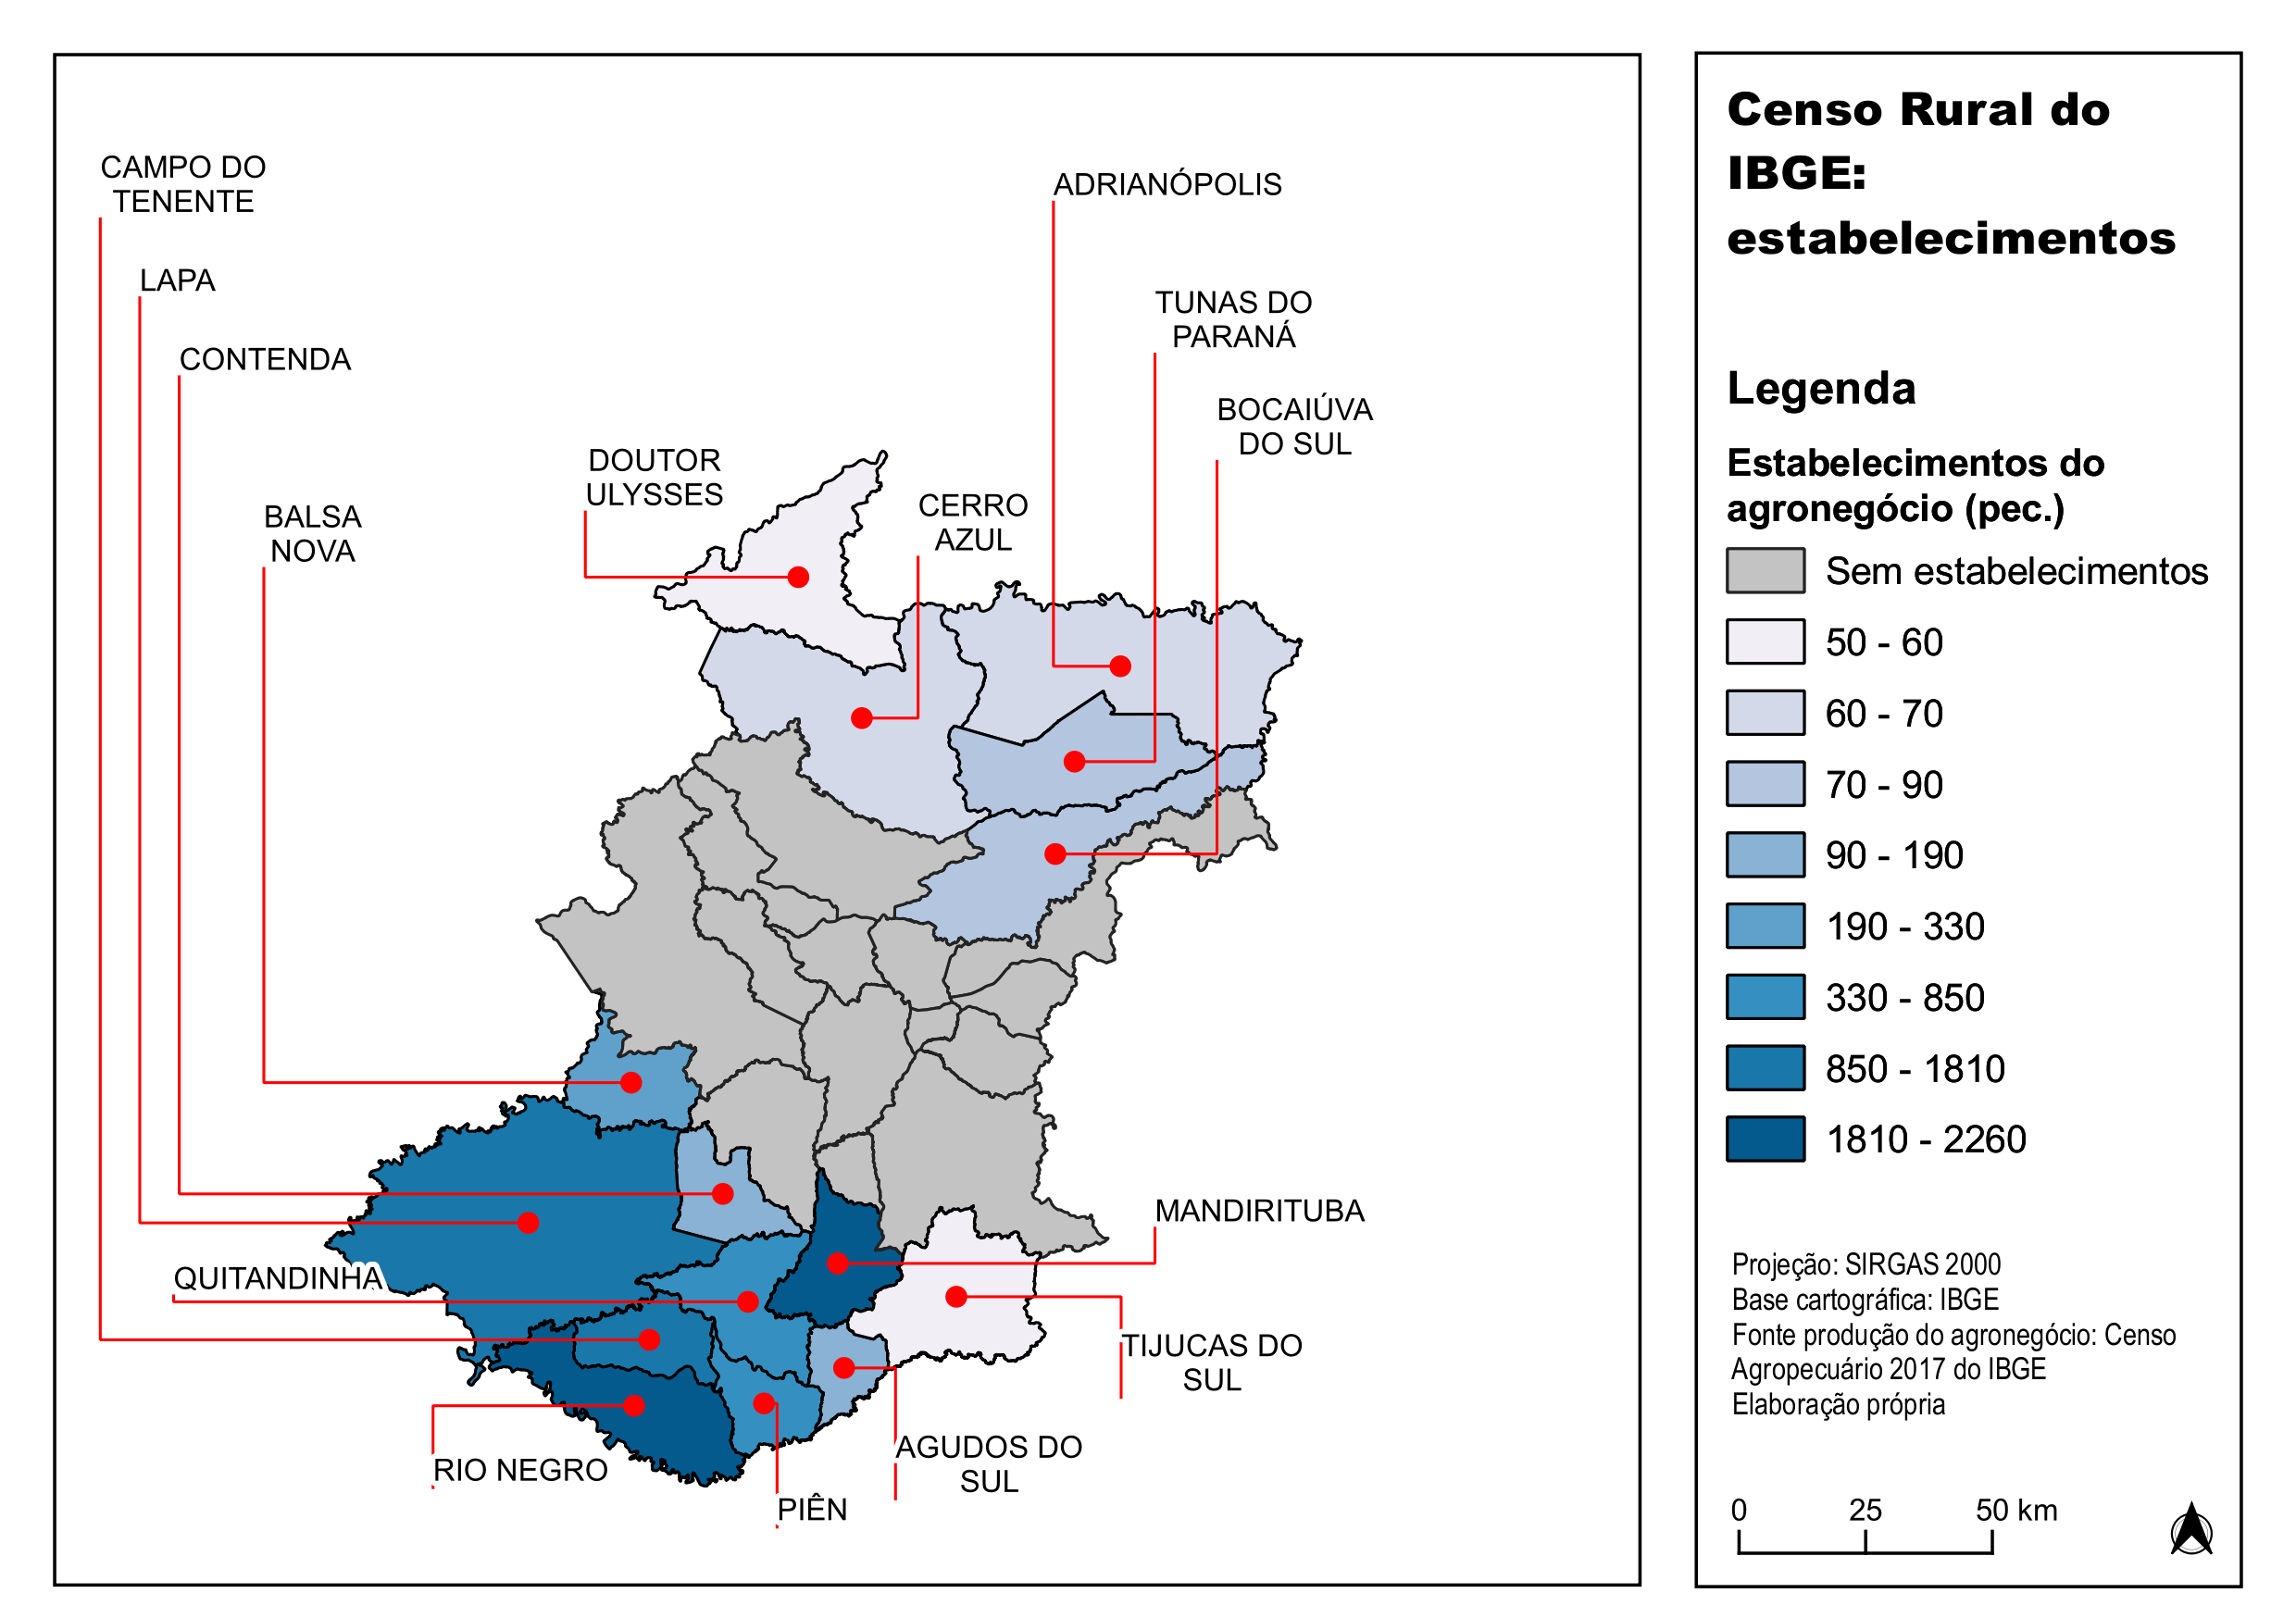 CAMPO DO
TENENTE
LAPA
CONTENDA
BALSA
NOVA
DOUTOR
ULYSSES
CERRO
AZUL
ADRIANÓPOLIS
TUNAS DO
PARANÁ
BOCAIÚVA
DO SUL
QUITANDINHA
MANDIRITUBA
TIJUCAS DO
SUL
AGUDOS DO
SUL
RIO NEGRO
PIÊN
Censo Rural do
IBGE:
estabelecimentos
Legenda
Estabelecimentos do
agronegócio (pec.)
Sem estabelecimentos
50 - 60
60 - 70
70 - 90
90 - 190
190 - 330
330 - 850
850 - 1810
1810 - 2260
Projeção: SIRGAS 2000
Base cartográfica: IBGE
Fonte produção do agronegócio: Censo
Agropecuário 2017 do IBGE
Elaboração própria
0 25 50 km